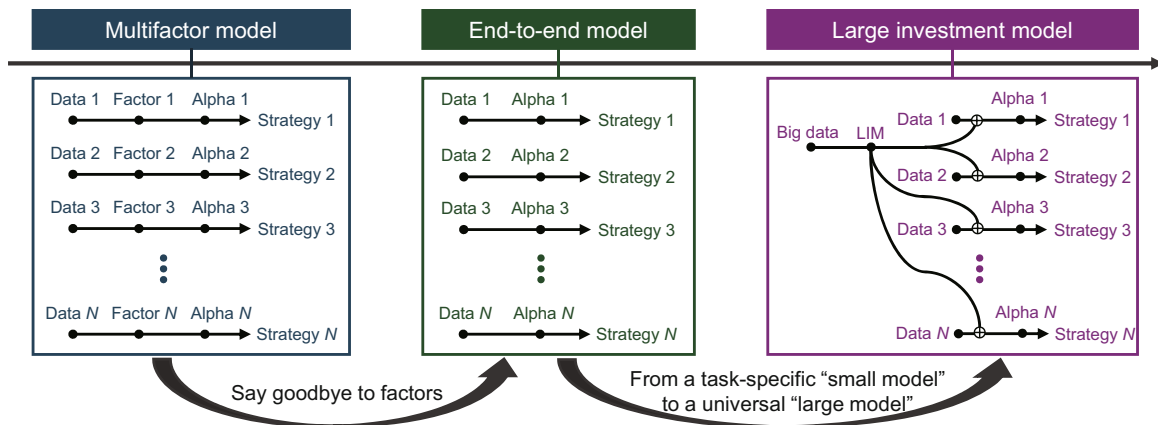 Multifactor model
End-to-end model
Large investment model
Data 1 Factor 1 Alpha 1
Strategy 1
Data 2 Factor 2 Alpha 2
Strategy 2
Data 3 Factor 3 Alpha 3
Strategy 3
Data N Factor N Alpha N
Strategy N
Data 1 Alpha 1
Strategy 1
Data 2 Alpha 2
Strategy 2
Data 3 Alpha 3
Strategy 3
Data N Alpha N
Strategy N
Big data LIM
Alpha 1
Data 1 Strategy 1
Alpha 2
Data 2 Strategy 2
Alpha 3
Data 3 Strategy 3
Alpha N
Data N Strategy N
Say goodbye to factors
From a task-specific “small model”
to a universal “large model”